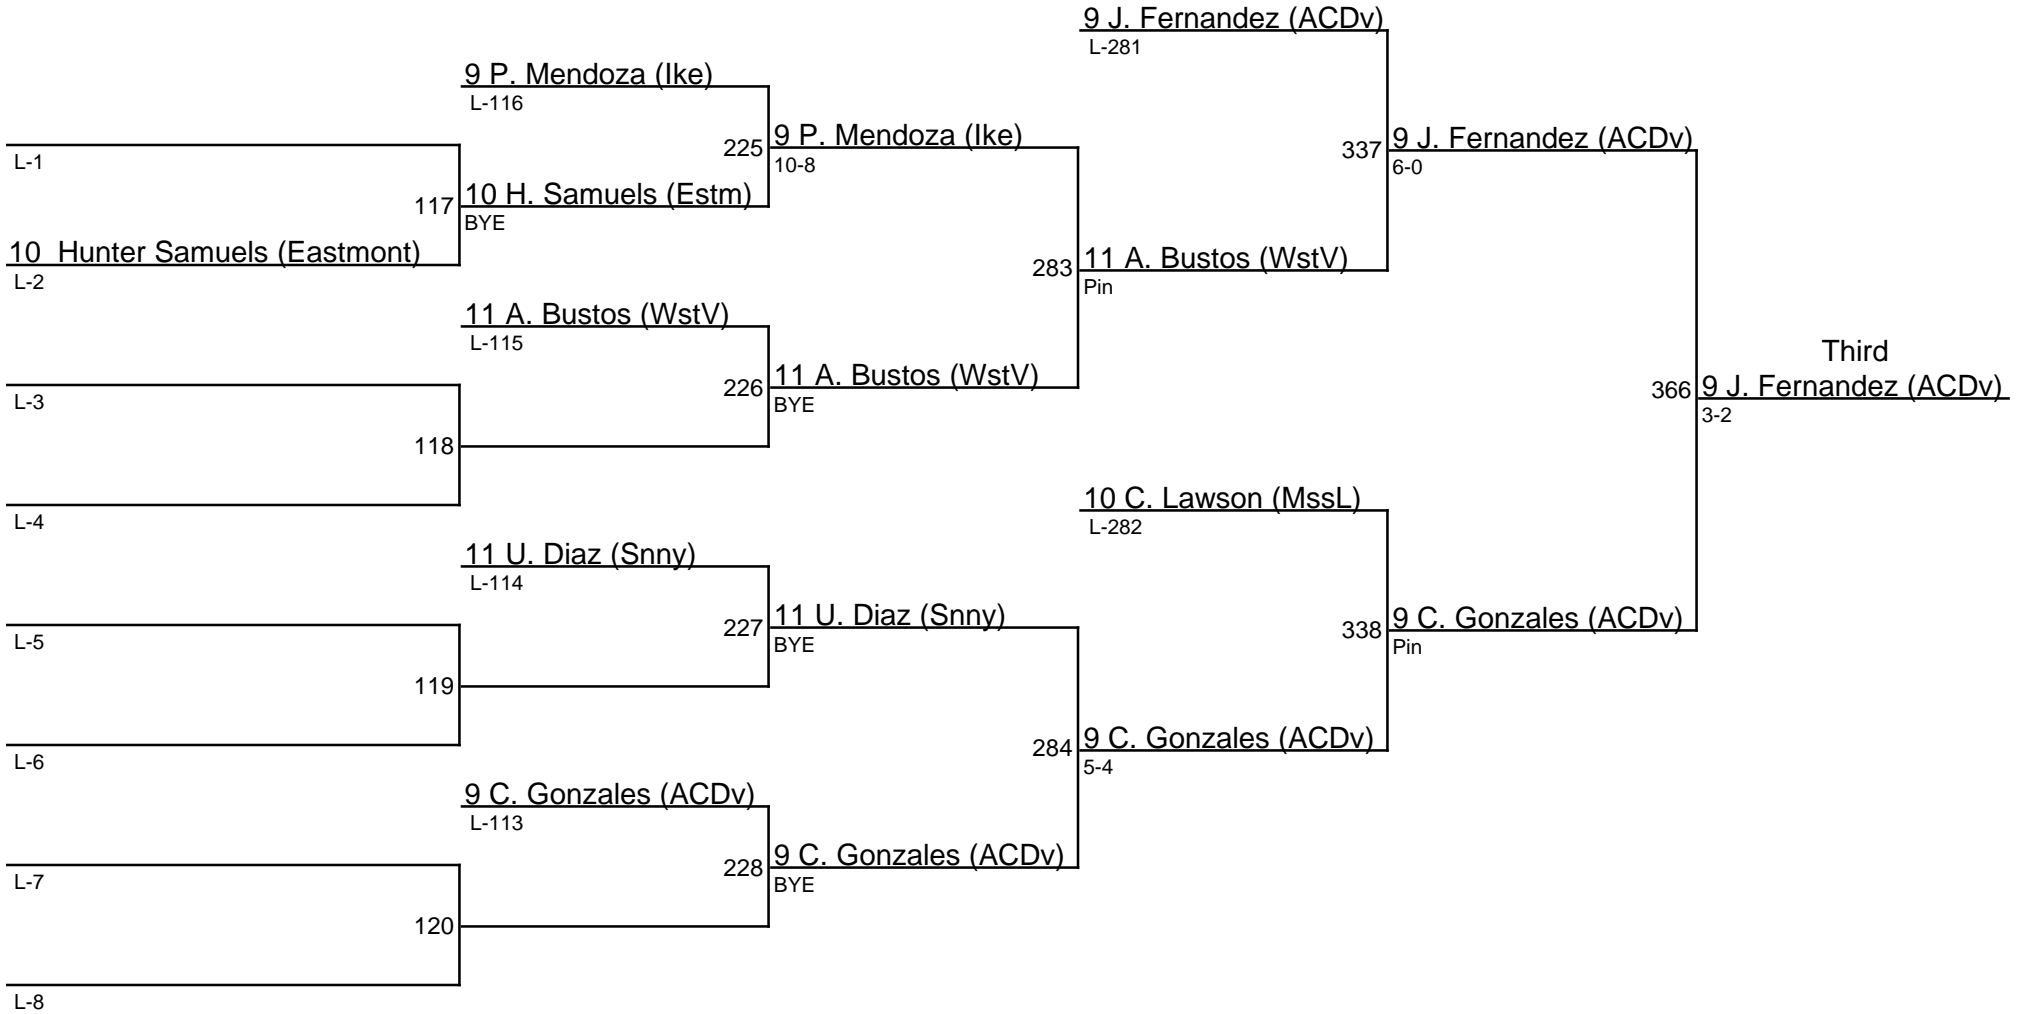 9 J. Fernandez (ACDv)
L-281
9 P. Mendoza (Ike)
L-116
225
9 P. Mendoza (Ike)
10-8
337
9 J. Fernandez (ACDv)
6-0
L-1
117
10 H. Samuels (Estm)
BYE
10 Hunter Samuels (Eastmont)
L-2
283
11 A. Bustos (WstV)
Pin
11 A. Bustos (WstV)
L-115
226
11 A. Bustos (WstV)
BYE
Third
366
9 J. Fernandez (ACDv)
3-2
L-3
118
L-4
10 C. Lawson (MssL)
L-282
11 U. Diaz (Snny)
L-114
227
11 U. Diaz (Snny)
BYE
338
9 C. Gonzales (ACDv)
Pin
L-5
119
L-6
284
9 C. Gonzales (ACDv)
5-4
9 C. Gonzales (ACDv)
L-113
228
9 C. Gonzales (ACDv)
BYE
L-7
120
L-8